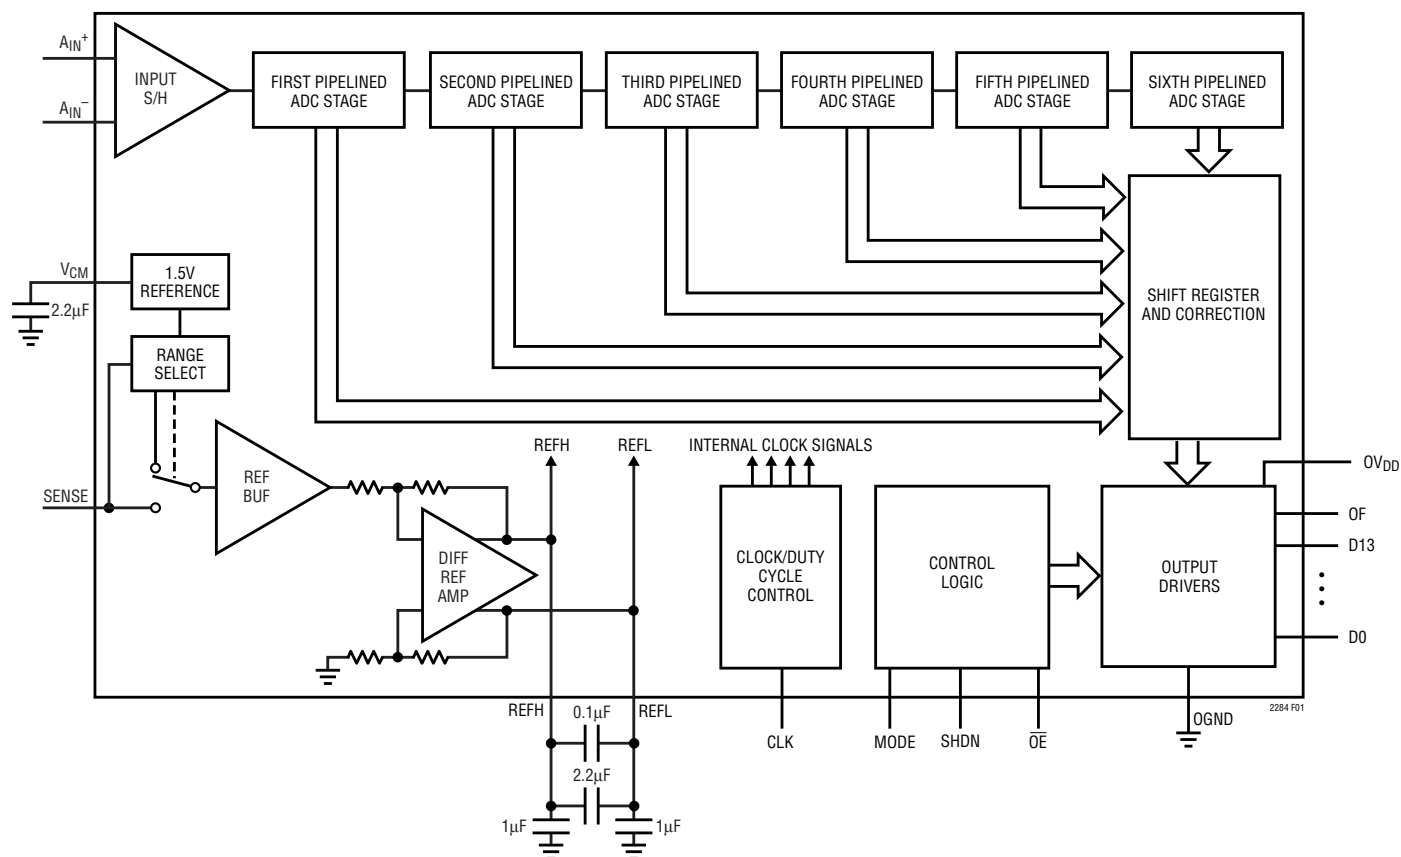 AIN+
INPUT
S/H
AIN–
FIRST PIPELINED
ADC STAGE
SECOND PIPELINED
ADC STAGE
THIRD PIPELINED
ADC STAGE
FOURTH PIPELINED
ADC STAGE
FIFTH PIPELINED
ADC STAGE
SIXTH PIPELINED
ADC STAGE
VCM
2.2µF
1.5V
REFERENCE
RANGE
SELECT
SHIFT REGISTER
AND CORRECTION
SENSE
REF
BUF
DIFF
REF
AMP
REFH
REFL
INTERNAL CLOCK SIGNALS
CLOCK/DUTY
CYCLE
CONTROL
CONTROL
LOGIC
OUTPUT
DRIVERS
OVDD
OF
D13
D0
REFH
0.1µF
REFL
2.2µF
1µF
1µF
CLK
MODE
SHDN
O̅E̅
OGND
2284 F01